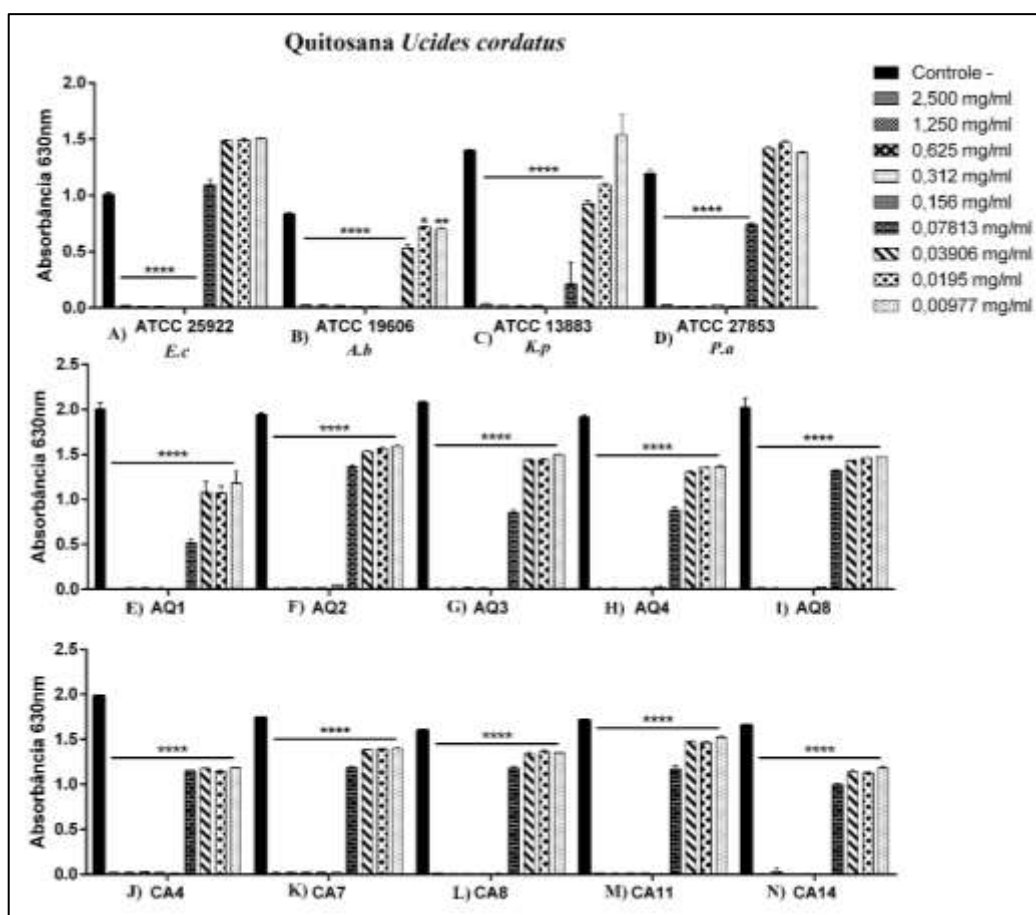 Quitosana Ucides cordatus
Absorbância 630nm
2.0
1.5
1.0
0.5
0.0
****
****
* **
****
****
A) ATCC 25922
E.c
B) ATCC 19606
A.b
C) ATCC 13883
K.p
D) ATCC 27853
P.a
Controle -
2,500 mg/ml
1,250 mg/ml
0,625 mg/ml
0,312 mg/ml
0,156 mg/ml
0,07813 mg/ml
0,03906 mg/ml
0,0195 mg/ml
0,00977 mg/ml
Absorbância 630nm
2.5
2.0
1.5
1.0
0.5
0.0
****
****
****
****
****
E) AQ1
F) AQ2
G) AQ3
H) AQ4
I) AQ8
Absorbância 630nm
2.5
2.0
1.5
1.0
0.5
0.0
****
****
****
****
****
J) CA4
K) CA7
L) CA8
M) CA11
N) CA14